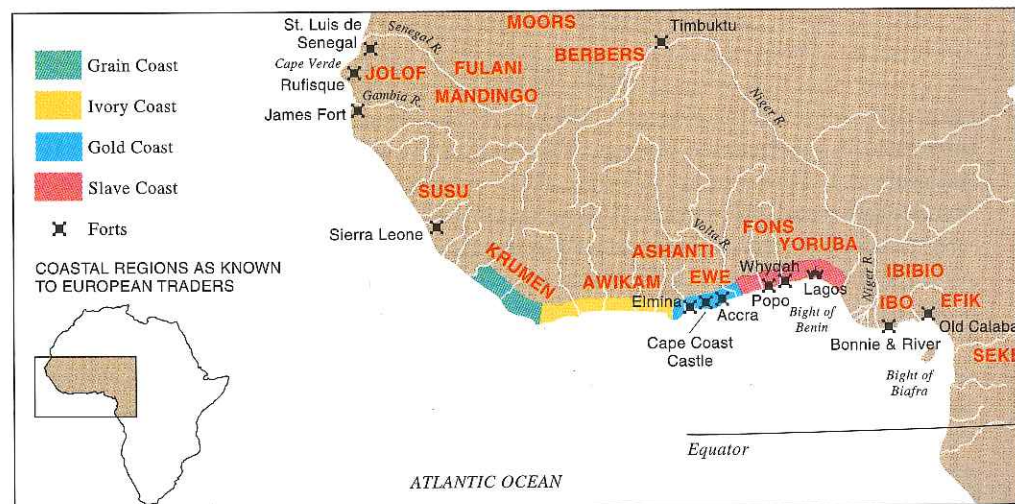 Grain Coast
Ivory Coast
Gold Coast
Slave Coast
Forts
COASTAL REGIONS AS KNOWN
TO EUROPEAN TRADERS
St. Luis de
Senegal
Senegal R.
Cape Verde
Rufisque
JOLOF
FULANI
MOORS
BERBERS
Timbuktu
Gambia R.
MANDINGO
James Fort
Niger R.
SUSU
Sierra Leone
KRUMEN
AWIKAM
ASHANTI
Volta R.
FONS
YORUBA
EWE
Whydah
Elmina
Accra
Popo
Lagos
Cape Coast
Castle
Bight of
Benin
Niger R.
IBIBIO
IBO
EFIK
Old Calaba
Bonnie & River
SEKE
Bight of
Biafra
Equator
ATLANTIC OCEAN